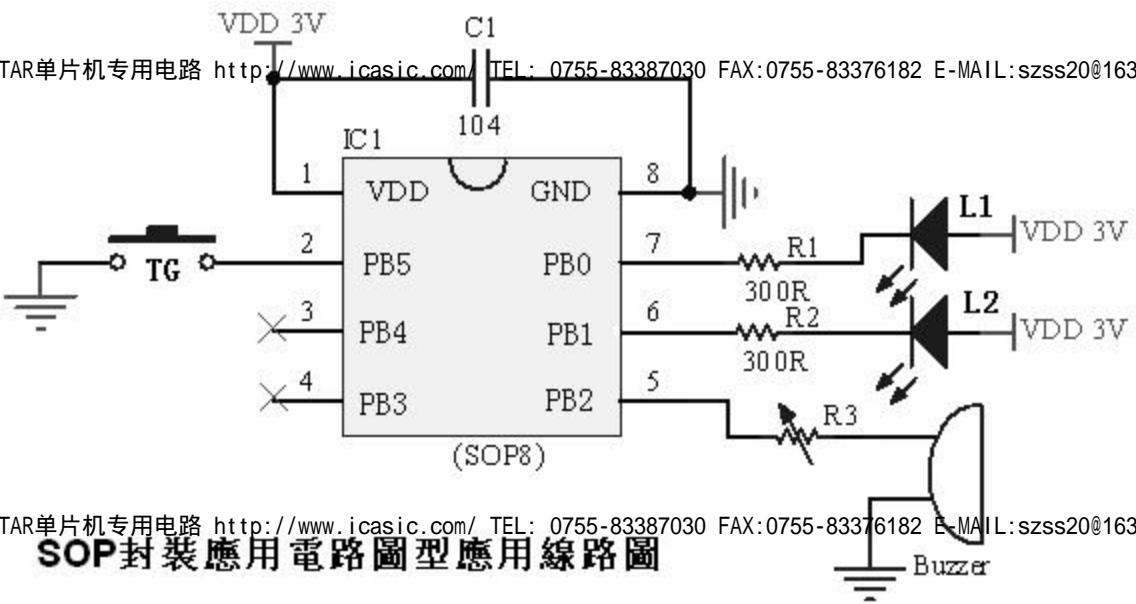 VDD 3V
C1
TAR单片机专用电路 http://www.icasic.com/ TEL: 0755-83387030 FAX:0755-83376182 E-MAIL:szss20@163
104
IC1
1 VDD GND 8
2 PB5 PB0 7
TG
R1
300R
L1
VDD 3V
3 PB4 PB1 6
R2
300R
L2
VDD 3V
4 PB3 PB2 5
R3
(SOP8)
TAR单片机专用电路 http://www.icasic.com/ TEL: 0755-83387030 FAX:0755-83376182 E-MAIL:szss20@163
SOP封裝應用電路圖型應用線路圖
Buzzer